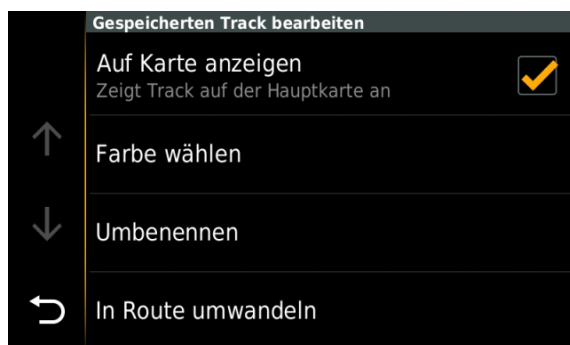 Gespeicherten Track bearbeiten
Auf Karte anzeigen
Zeigt Track auf der Hauptkarte an
Farbe wählen
Umbenennen
In Route umwandeln